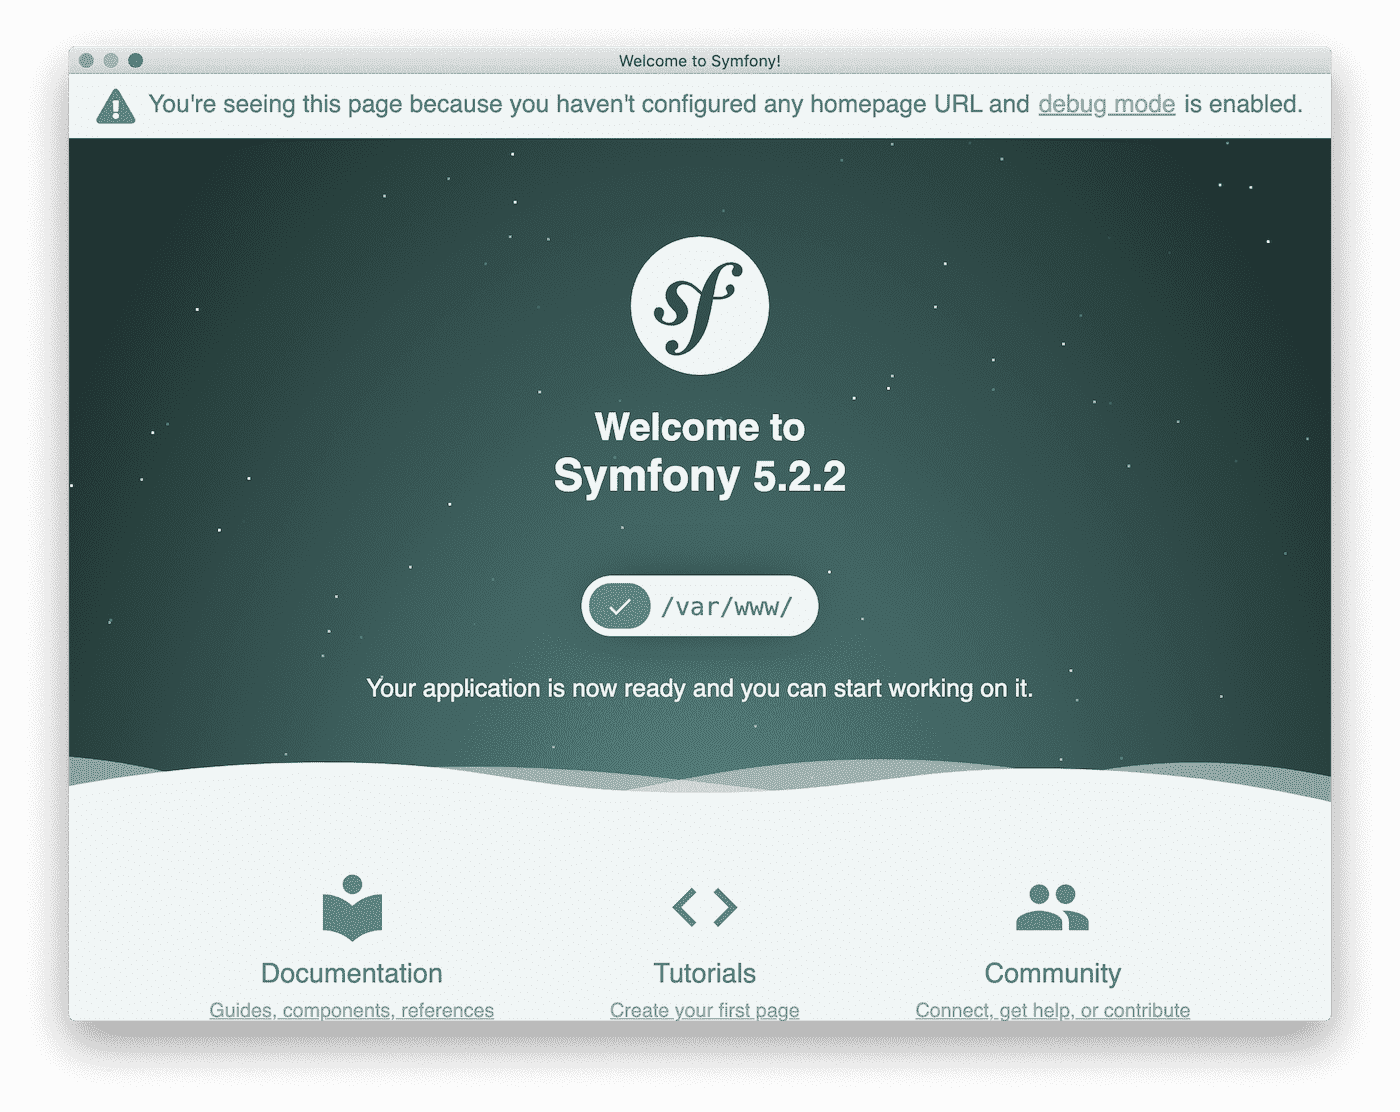 Welcome to Symfony!
You're seeing this page because you haven't configured any homepage URL and debug mode is enabled.
sf
Welcome to
Symfony 5.2.2
/var/www/
Your application is now ready and you can start working on it.
Documentation
Guides, components, references
Tutorials
Create your first page
Community
Connect, get help, or contribute